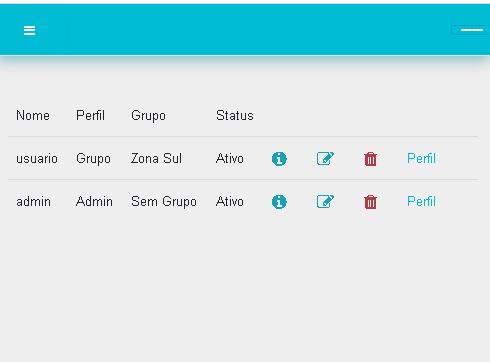 Nome Perfil Grupo Status
usuario Grupo Zona Sul Ativo Perfil
admin Admin Sem Grupo Ativo Perfil